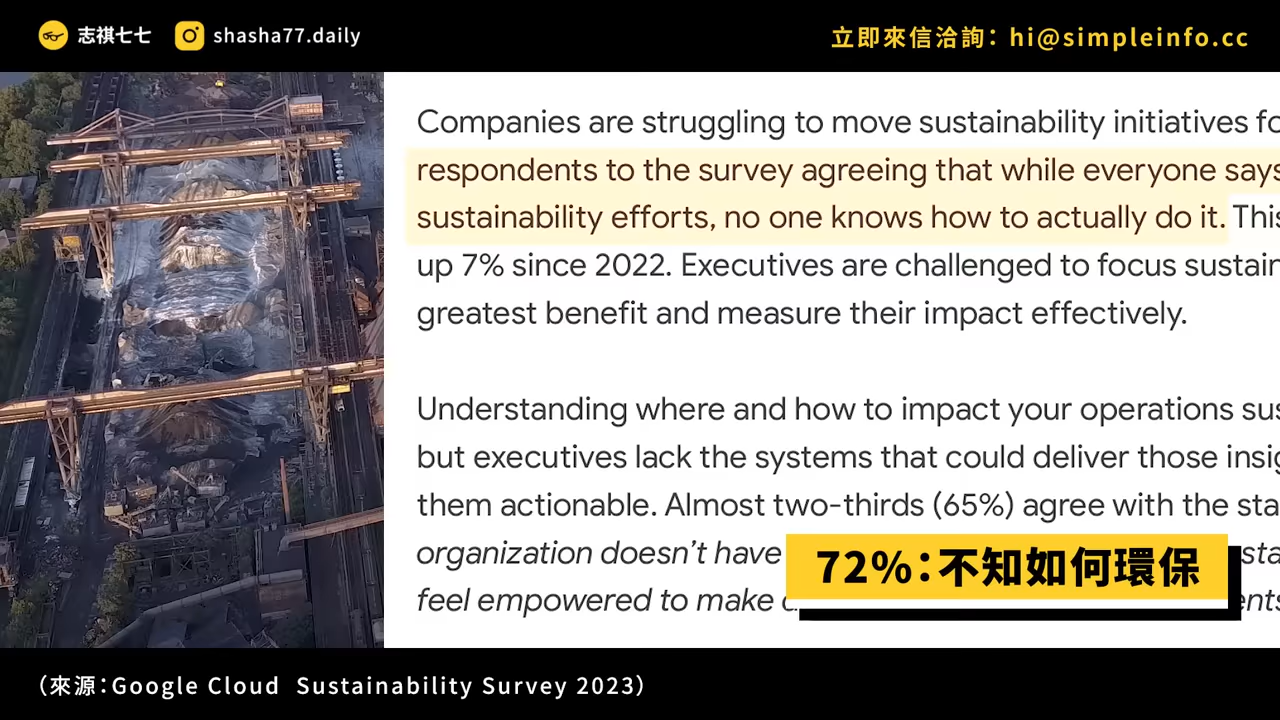 志祺七七 shasha77.daily
立即來信洽詢：hi@simpleinfo.cc
Companies are struggling to move sustainability initiatives
respondents to the survey agreeing that while everyone says
sustainability efforts, no one knows how to actually do it. This
up 7% since 2022. Executives are challenged to focus
greatest benefit and measure their impact effectively.
Understanding where and how to impact your operations
but executives lack the systems that could deliver those
them actionable. Almost two-thirds (65%) agree with the
organization doesn’t have
feel empowered to make
72%：不知如何環保
（來源：Google Cloud Sustainability Survey 2023）